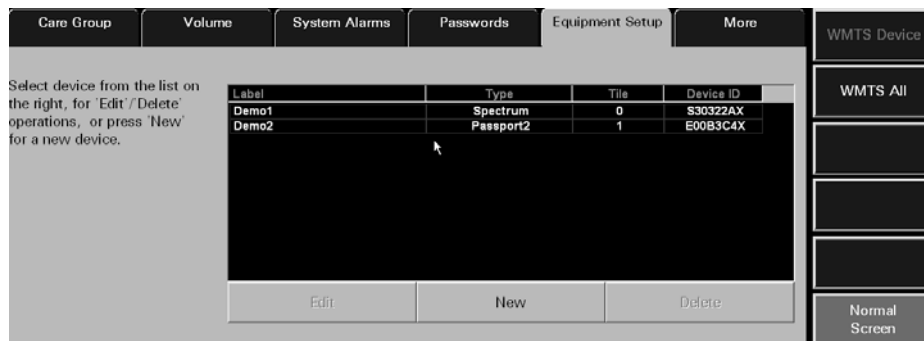 Care Group Volume System Alarms Passwords Equipment Setup More
WMTS Device
WMTS All
Select device from the list on
the right, for 'Edit'/'Delete'
operations, or press 'New'
for a new device.
Label Type Tile Device ID
Demo1 Spectrum 0 S30322AX
Demo2 Passport2 1 E00B3C4X
Edit New Delete
Normal
Screen